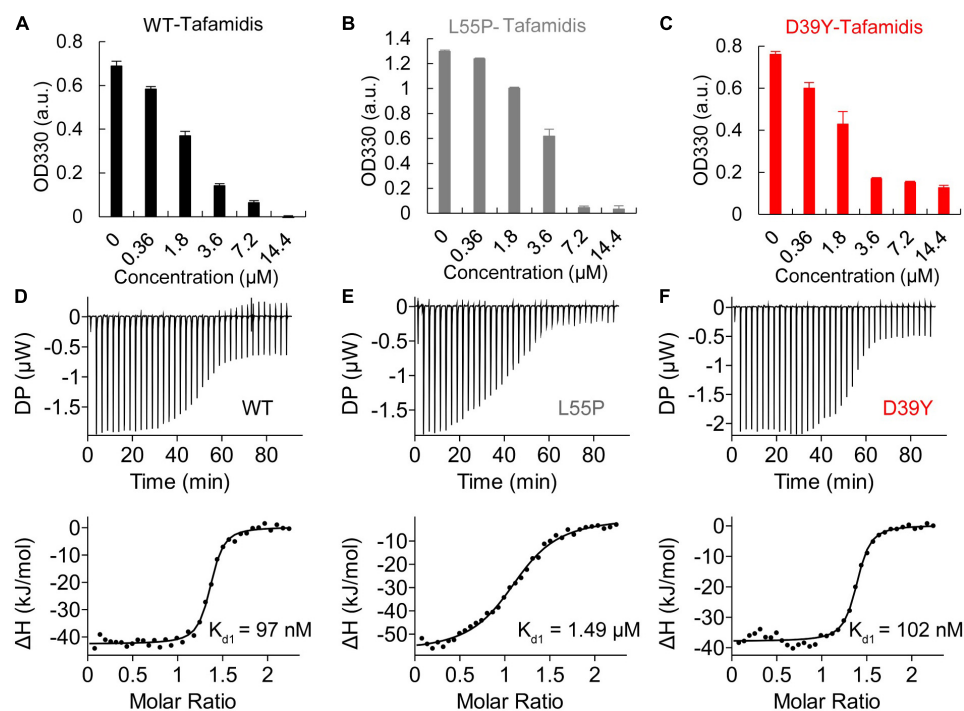 A
WT-Tafamidis
OD330 (a.u.)
0.8
0.6
0.4
0.2
0
0
0.36
1.8
3.6
7.2
14.4
Concentration (µM)
B
L55P- Tafamidis
OD330 (a.u.)
1.4
1.2
1
0.8
0.6
0.4
0.2
0
0
0.36
1.8
3.6
7.2
14.4
Concentration (µM)
C
D39Y-Tafamidis
OD330 (a.u.)
0.8
0.6
0.4
0.2
0
0
0.36
1.8
3.6
7.2
14.4
Concentration (µM)
D
DP (µW)
0
-0.5
-1
-1.5
WT
0 20 40 60 80
Time (min)
ΔH (kJ/mol)
0
-10
-20
-30
-40
Kd1 = 97 nM
0 0.5 1 1.5 2
Molar Ratio
E
DP (µW)
0
-0.5
-1
-1.5
L55P
0 20 40 60 80
Time (min)
ΔH (kJ/mol)
0
-10
-20
-30
-40
-50
Kd1 = 1.49 µM
0 0.5 1 1.5 2
Molar Ratio
F
DP (µW)
0
-0.5
-1
-1.5
-2
D39Y
0 20 40 60 80
Time (min)
ΔH (kJ/mol)
0
-10
-20
-30
-40
Kd1 = 102 nM
0 0.5 1 1.5 2
Molar Ratio